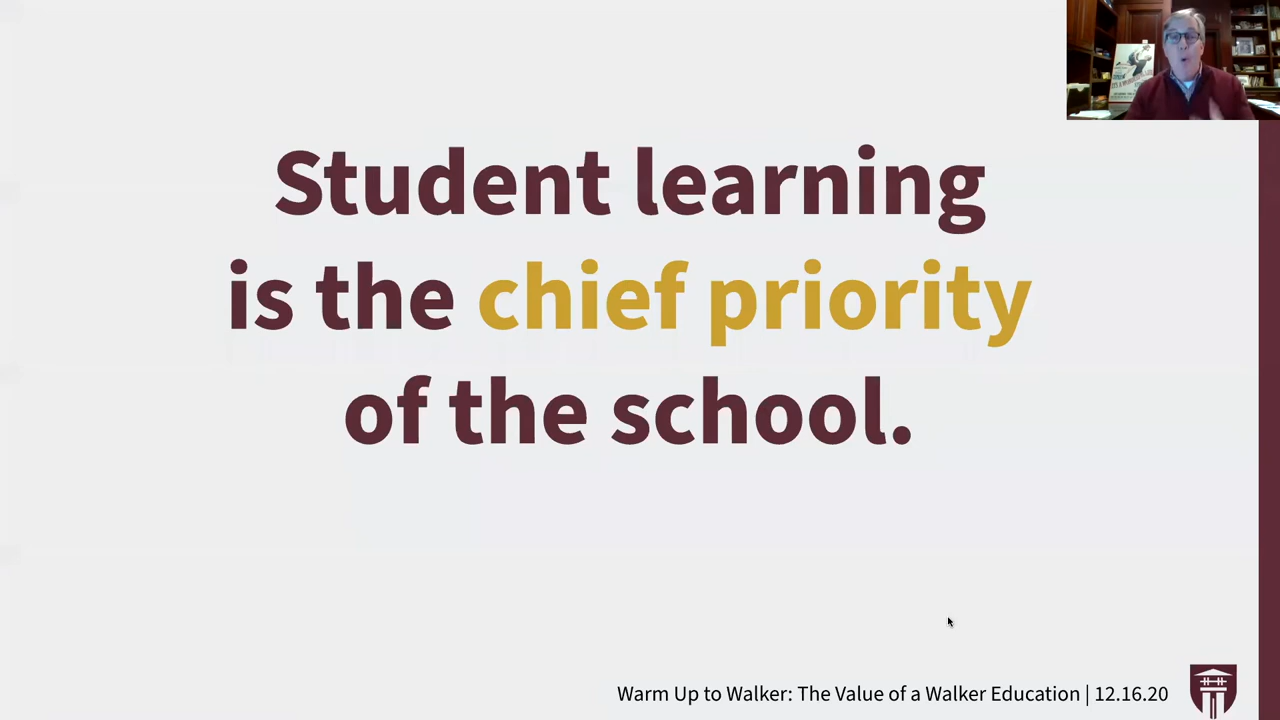 Student learning
is the chief priority
of the school.
Warm Up to Walker: The Value of a Walker Education | 12.16.20